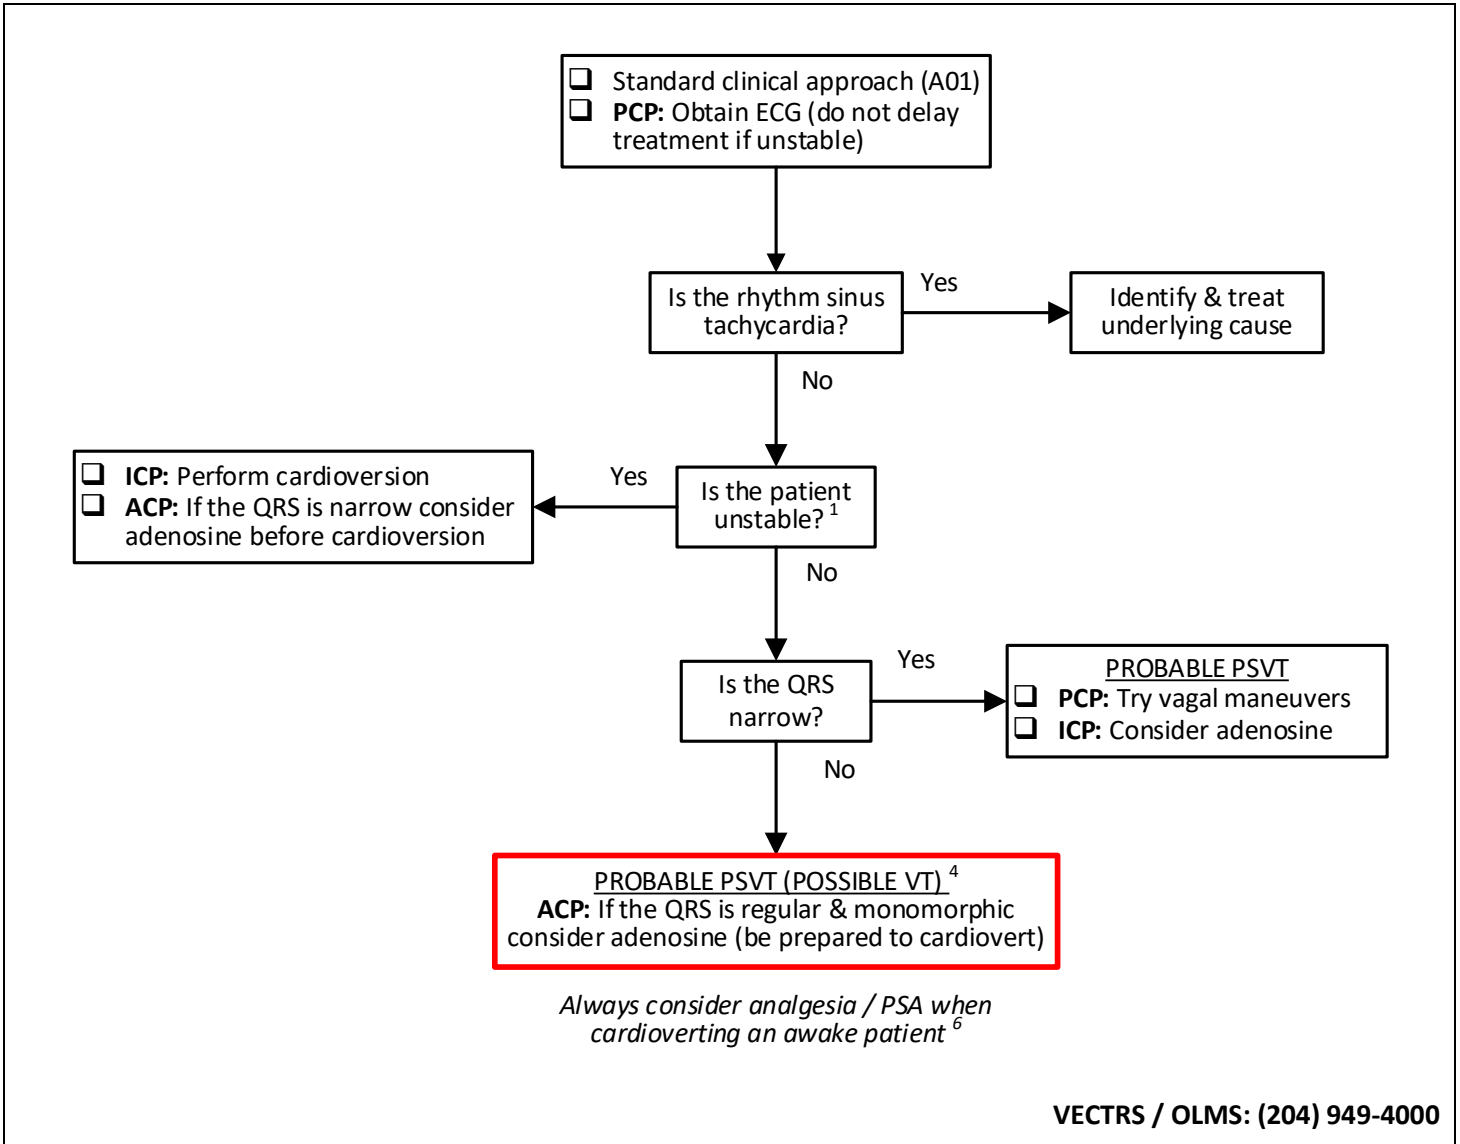 ❑ Standard clinical approach (A01)
❑ PCP: Obtain ECG (do not delay
treatment if unstable)
Is the rhythm sinus
tachycardia?
Yes
Identify & treat
underlying cause
No
❑ ICP: Perform cardioversion
❑ ACP: If the QRS is narrow consider
adenosine before cardioversion
Yes
Is the patient
unstable? 1
No
Is the QRS
narrow?
Yes
PROBABLE PSVT
❑ PCP: Try vagal maneuvers
❑ ICP: Consider adenosine
No
PROBABLE PSVT (POSSIBLE VT) 4
ACP: If the QRS is regular & monomorphic
consider adenosine (be prepared to cardiovert)
Always consider analgesia / PSA when
cardioverting an awake patient 6
VECTRS / OLMS: (204) 949-4000